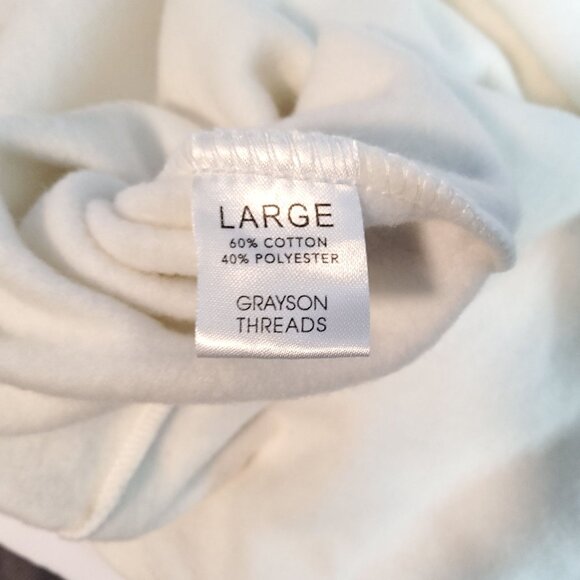 LARGE
60% COTTON
40% POLYESTER
GRAYSON
THREADS